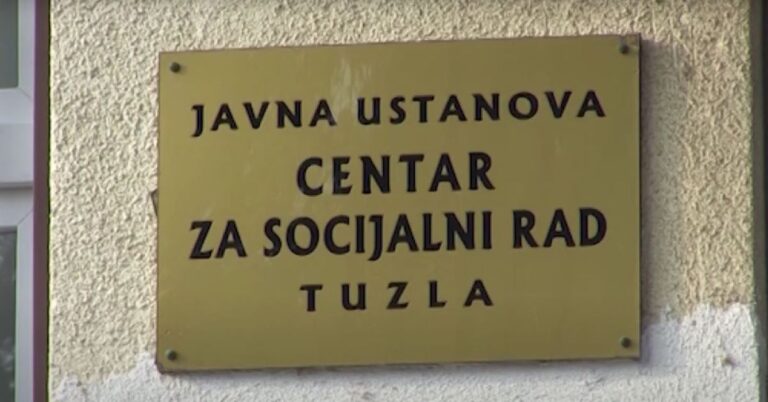 JAVNA USTANOVA
CENTAR
ZA SOCIJALNI RAD
TUZLA